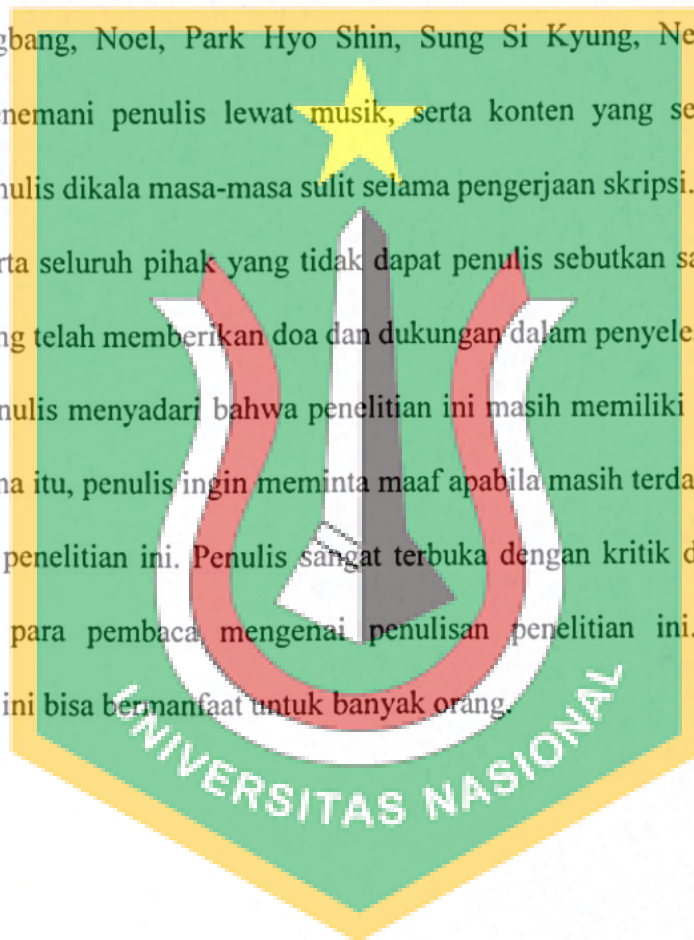 gbang, Noel, Park Hyo Shin, Sung Si Kyung, Ne
nemani penulis lewat musik, serta konten yang se
nulis dikala masa-masa sulit selama pengerjaan skripsi.
rta seluruh pihak yang tidak dapat penulis sebutkan sa
ng telah memberikan doa dan dukungan dalam penyele
nulis menyadari bahwa penelitian ini masih memiliki
na itu, penulis ingin meminta maaf apabila masih terda
penelitian ini. Penulis sangat terbuka dengan kritik d
para pembaca mengenai penulisan penelitian ini.
ini bisa bermanfaat untuk banyak orang.
UNIVERSITAS NASIONAL